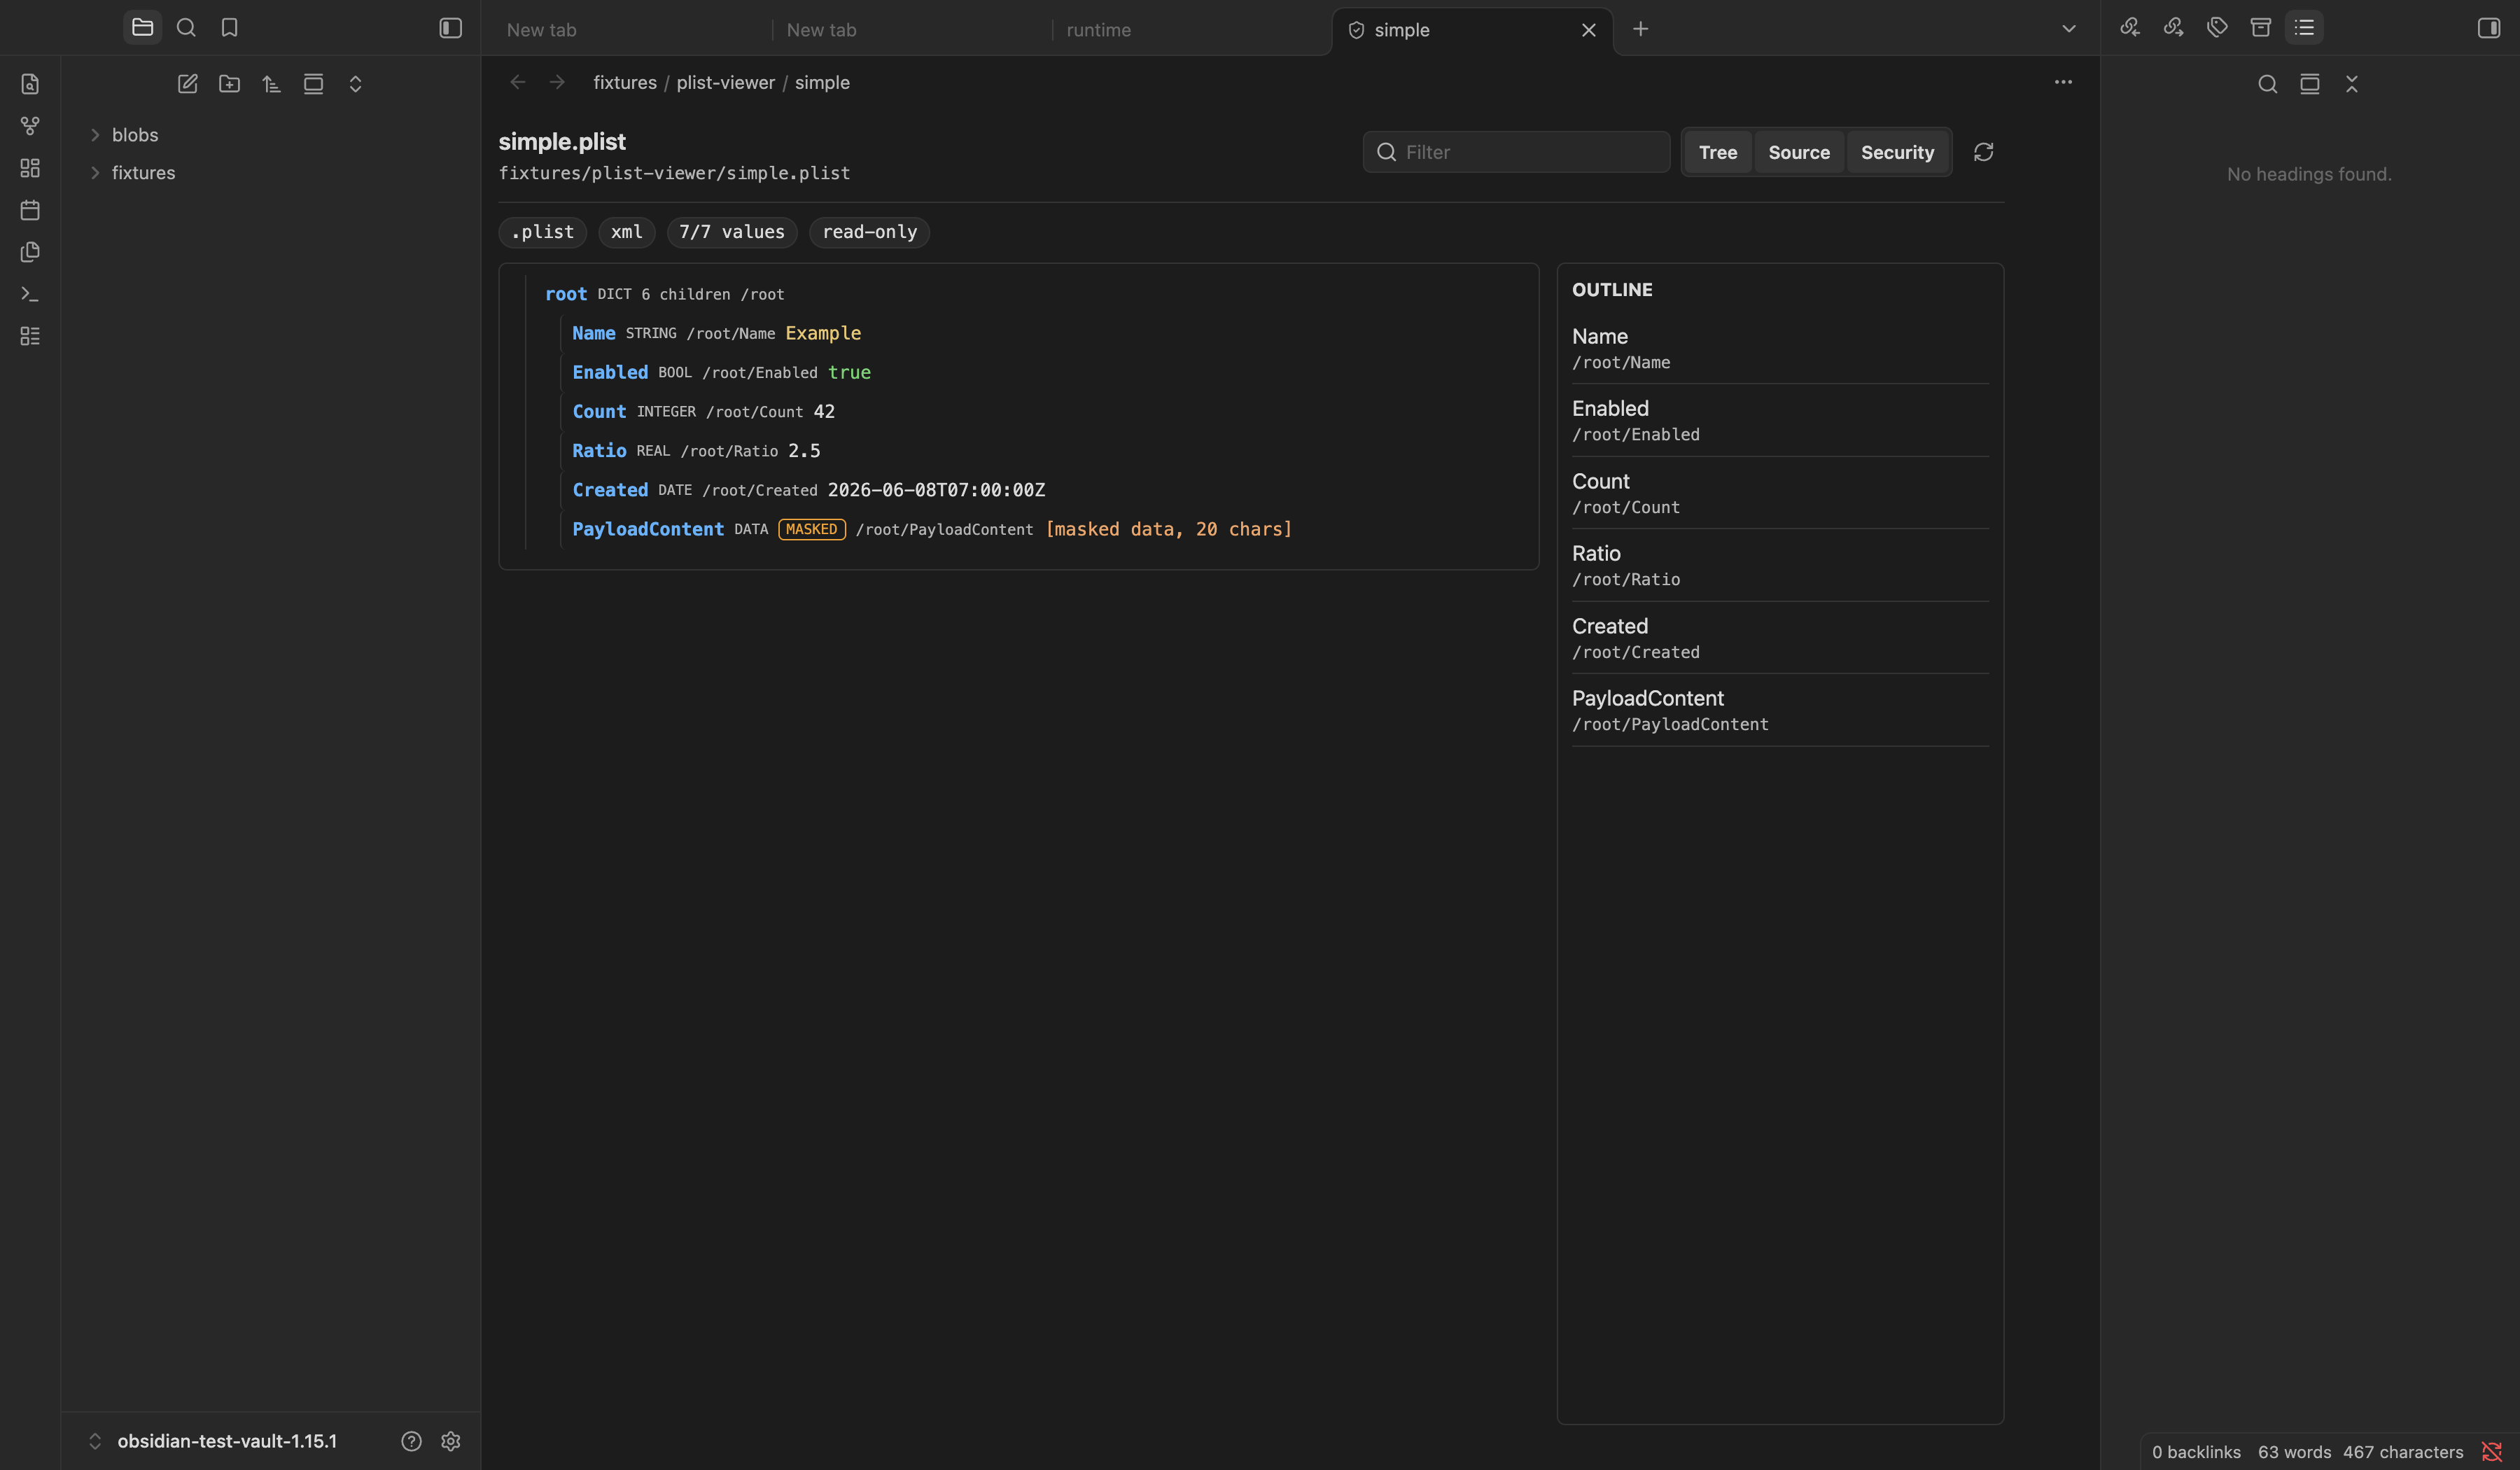 New tab
New tab
runtime
simple
fixtures / plist-viewer / simple
blobs
fixtures
simple.plist
fixtures/plist-viewer/simple.plist
Filter
Tree
Source
Security
.plist
xml
7/7 values
read-only
root DICT 6 children /root
Name STRING /root/Name Example
Enabled BOOL /root/Enabled true
Count INTEGER /root/Count 42
Ratio REAL /root/Ratio 2.5
Created DATE /root/Created 2026-06-08T07:00:00Z
PayloadContent DATA MASKED /root/PayloadContent [masked data, 20 chars]
OUTLINE
Name
/root/Name
Enabled
/root/Enabled
Count
/root/Count
Ratio
/root/Ratio
Created
/root/Created
PayloadContent
/root/PayloadContent
No headings found.
obsidian-test-vault-1.15.1
0 backlinks 63 words 467 characters